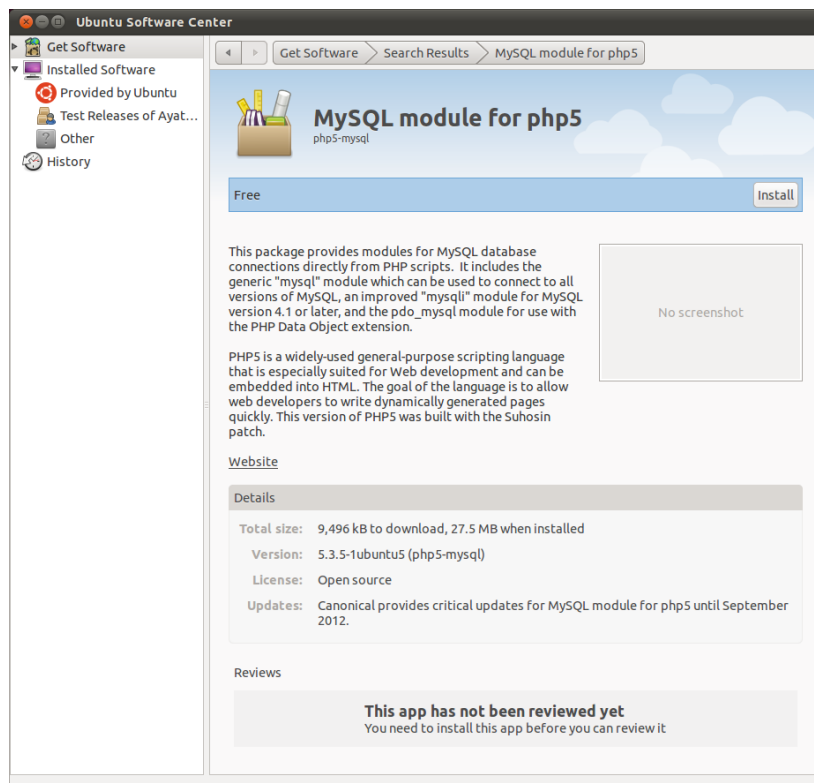 Ubuntu Software Center
Get Software
Installed Software
Provided by Ubuntu
Test Releases of Ayat...
Other
History
Get Software
Search Results
MySQL module for php5
MySQL module for php5
php5-mysql
Free
Install
This package provides modules for MySQL database
connections directly from PHP scripts.  It includes the
generic "mysql" module which can be used to connect to all
versions of MySQL, an improved "mysqli" module for MySQL
version 4.1 or later, and the pdo_mysql module for use with
the PHP Data Object extension.
No screenshot
PHP5 is a widely-used general-purpose scripting language
that is especially suited for Web development and can be
embedded into HTML. The goal of the language is to allow
web developers to write dynamically generated pages
quickly. This version of PHP5 was built with the Suhosin
patch.
Website
Details
Total size: 9,496 kB to download, 27.5 MB when installed
Version: 5.3.5-1ubuntu5 (php5-mysql)
License: Open source
Updates: Canonical provides critical updates for MySQL module for php5 until September
2012.
Reviews
This app has not been reviewed yet
You need to install this app before you can review it